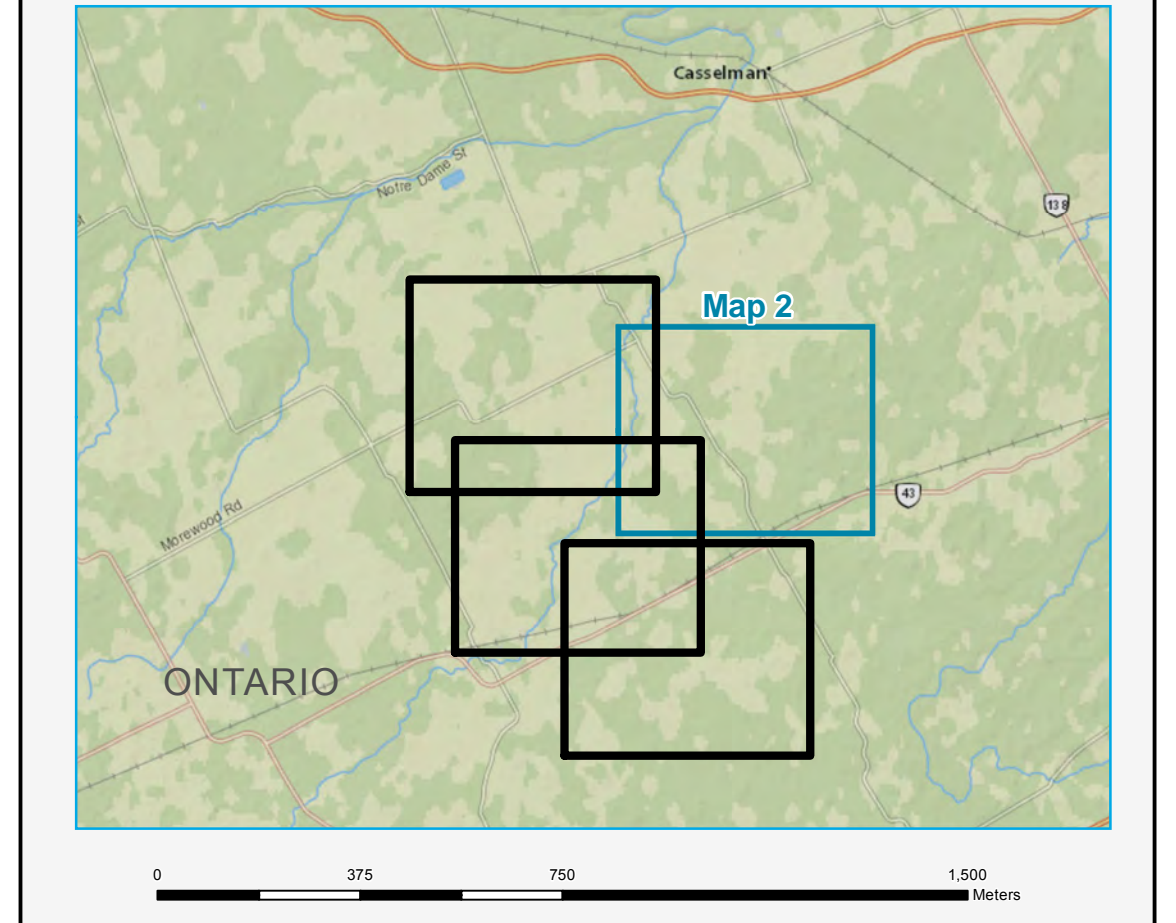 Casselman
Notre Dame St
138
Map 2
43
Morewood Rd
ONTARIO
0 375 750 1,500
Meters